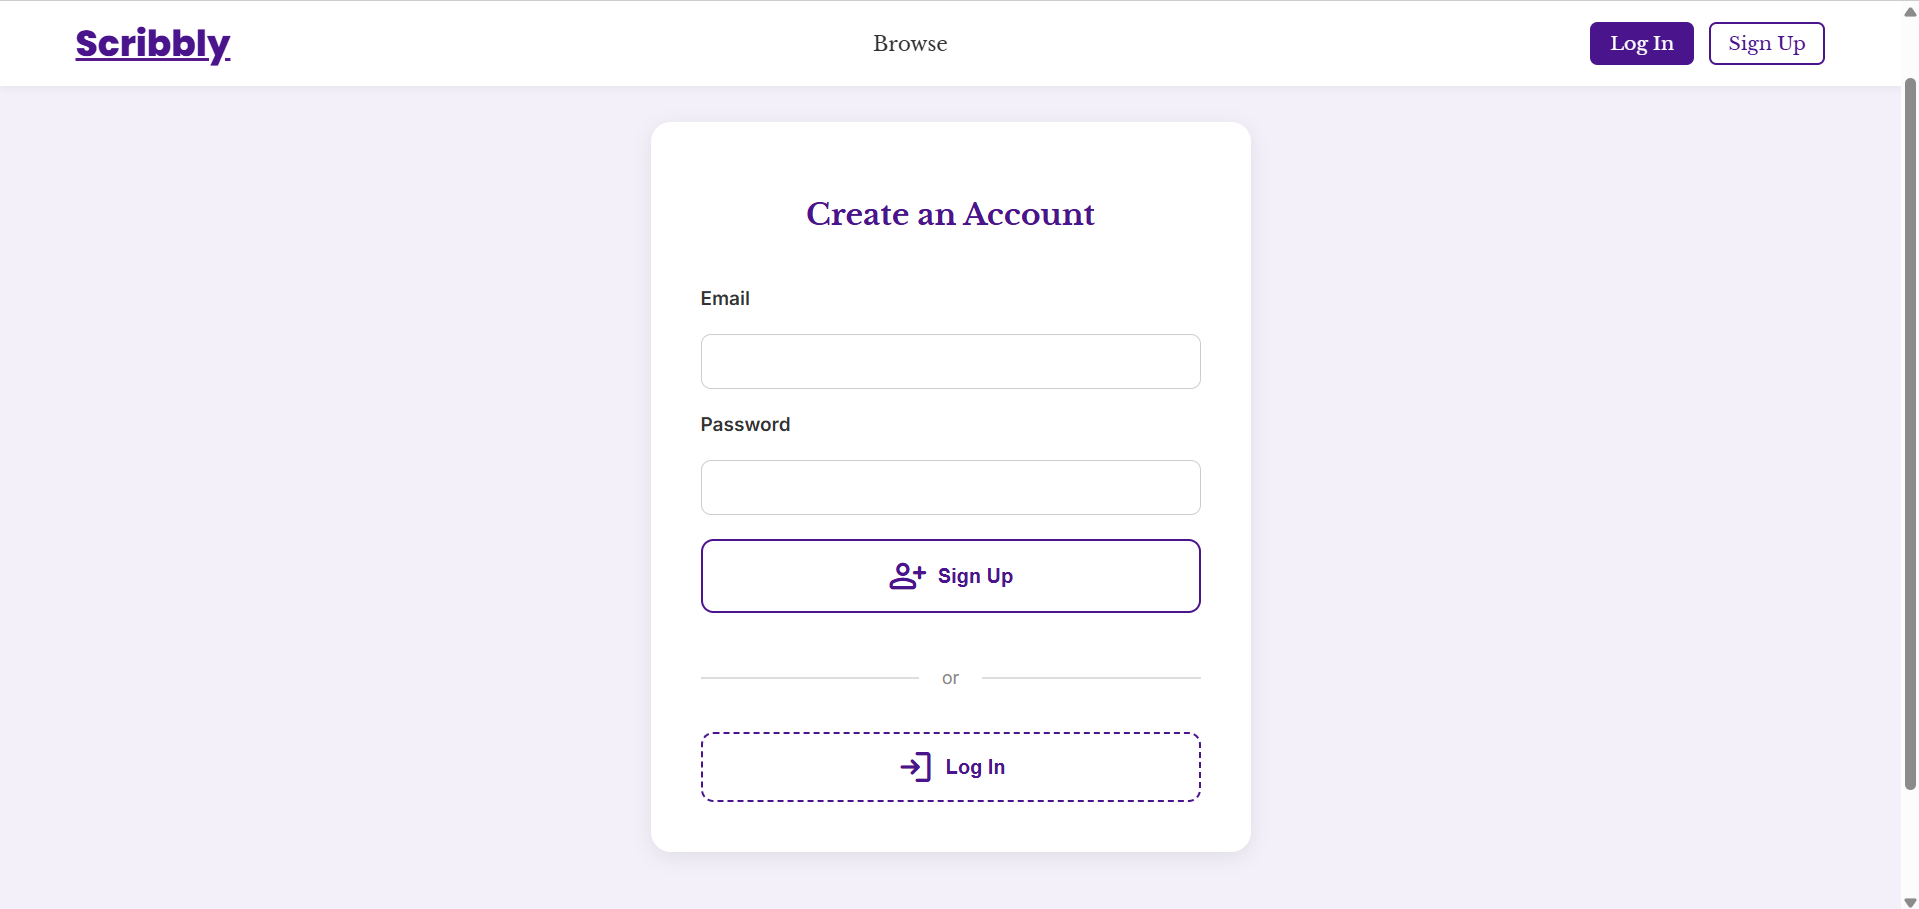 Scribbly
Browse
Log In
Sign Up
Create an Account
Email
Password
Sign Up
or
Log In